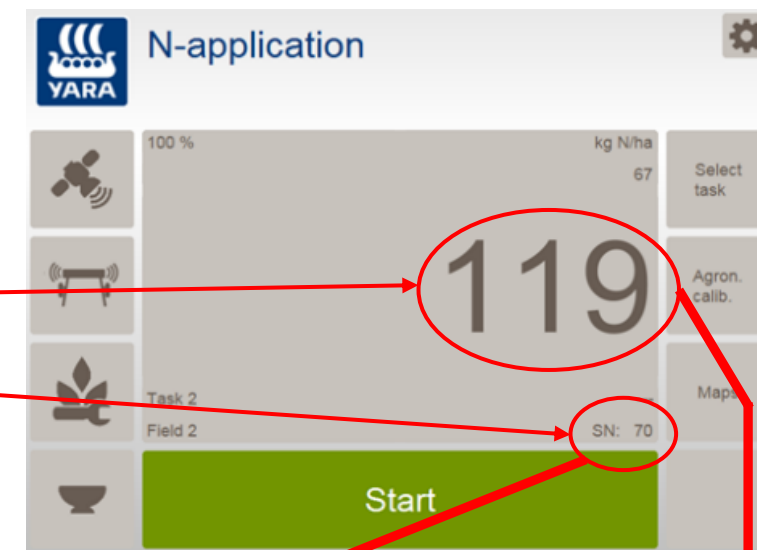 N-application
YARA
100 %
kg N/ha
67
Select
task
119
Agron.
calib.
Task 2
Maps
Field 2
SN: 70
Start